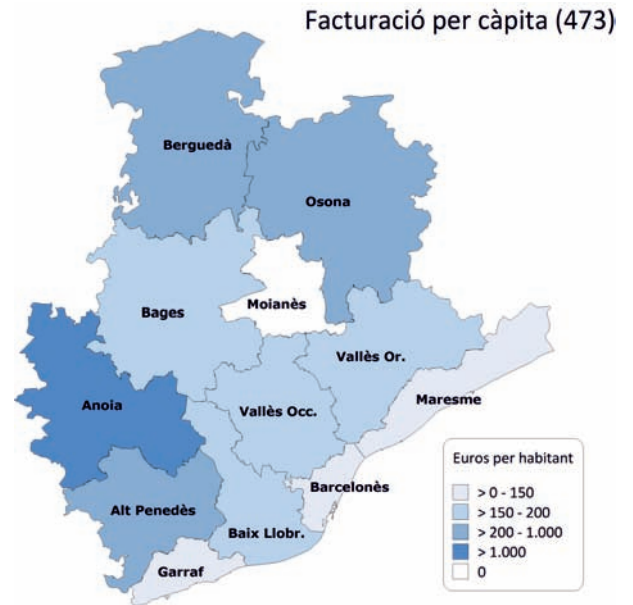 Facturació per càpita (473)
Berguedà
Osona
Bages
Moianès
Vallès Or.
Anoia
Vallès Occ.
Maresme
Barcelonès
Alt Penedès
Baix Llobr.
Garraf
Euros per habitant
> 0 - 150
> 150 - 200
> 200 - 1.000
> 1.000
0